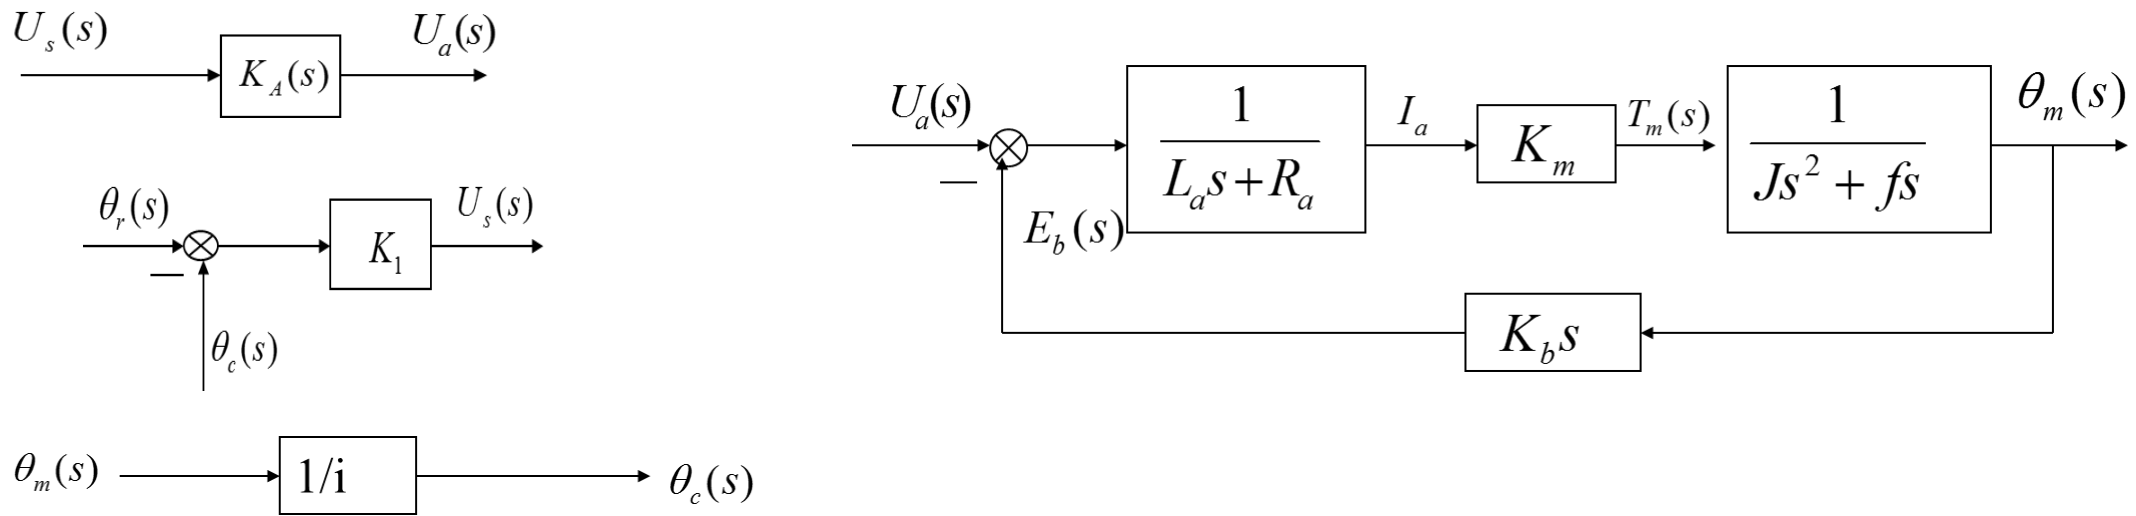 U_s(s)
K_A(s)
U_a(s)
θ_r(s)
−
K_1
U_s(s)
θ_c(s)
θ_m(s)
1/i
θ_c(s)
U_a(s)
−
E_b(s)
1
L_a s + R_a
I_a
K_m
T_m(s)
1
Js^2 + fs
θ_m(s)
K_b s